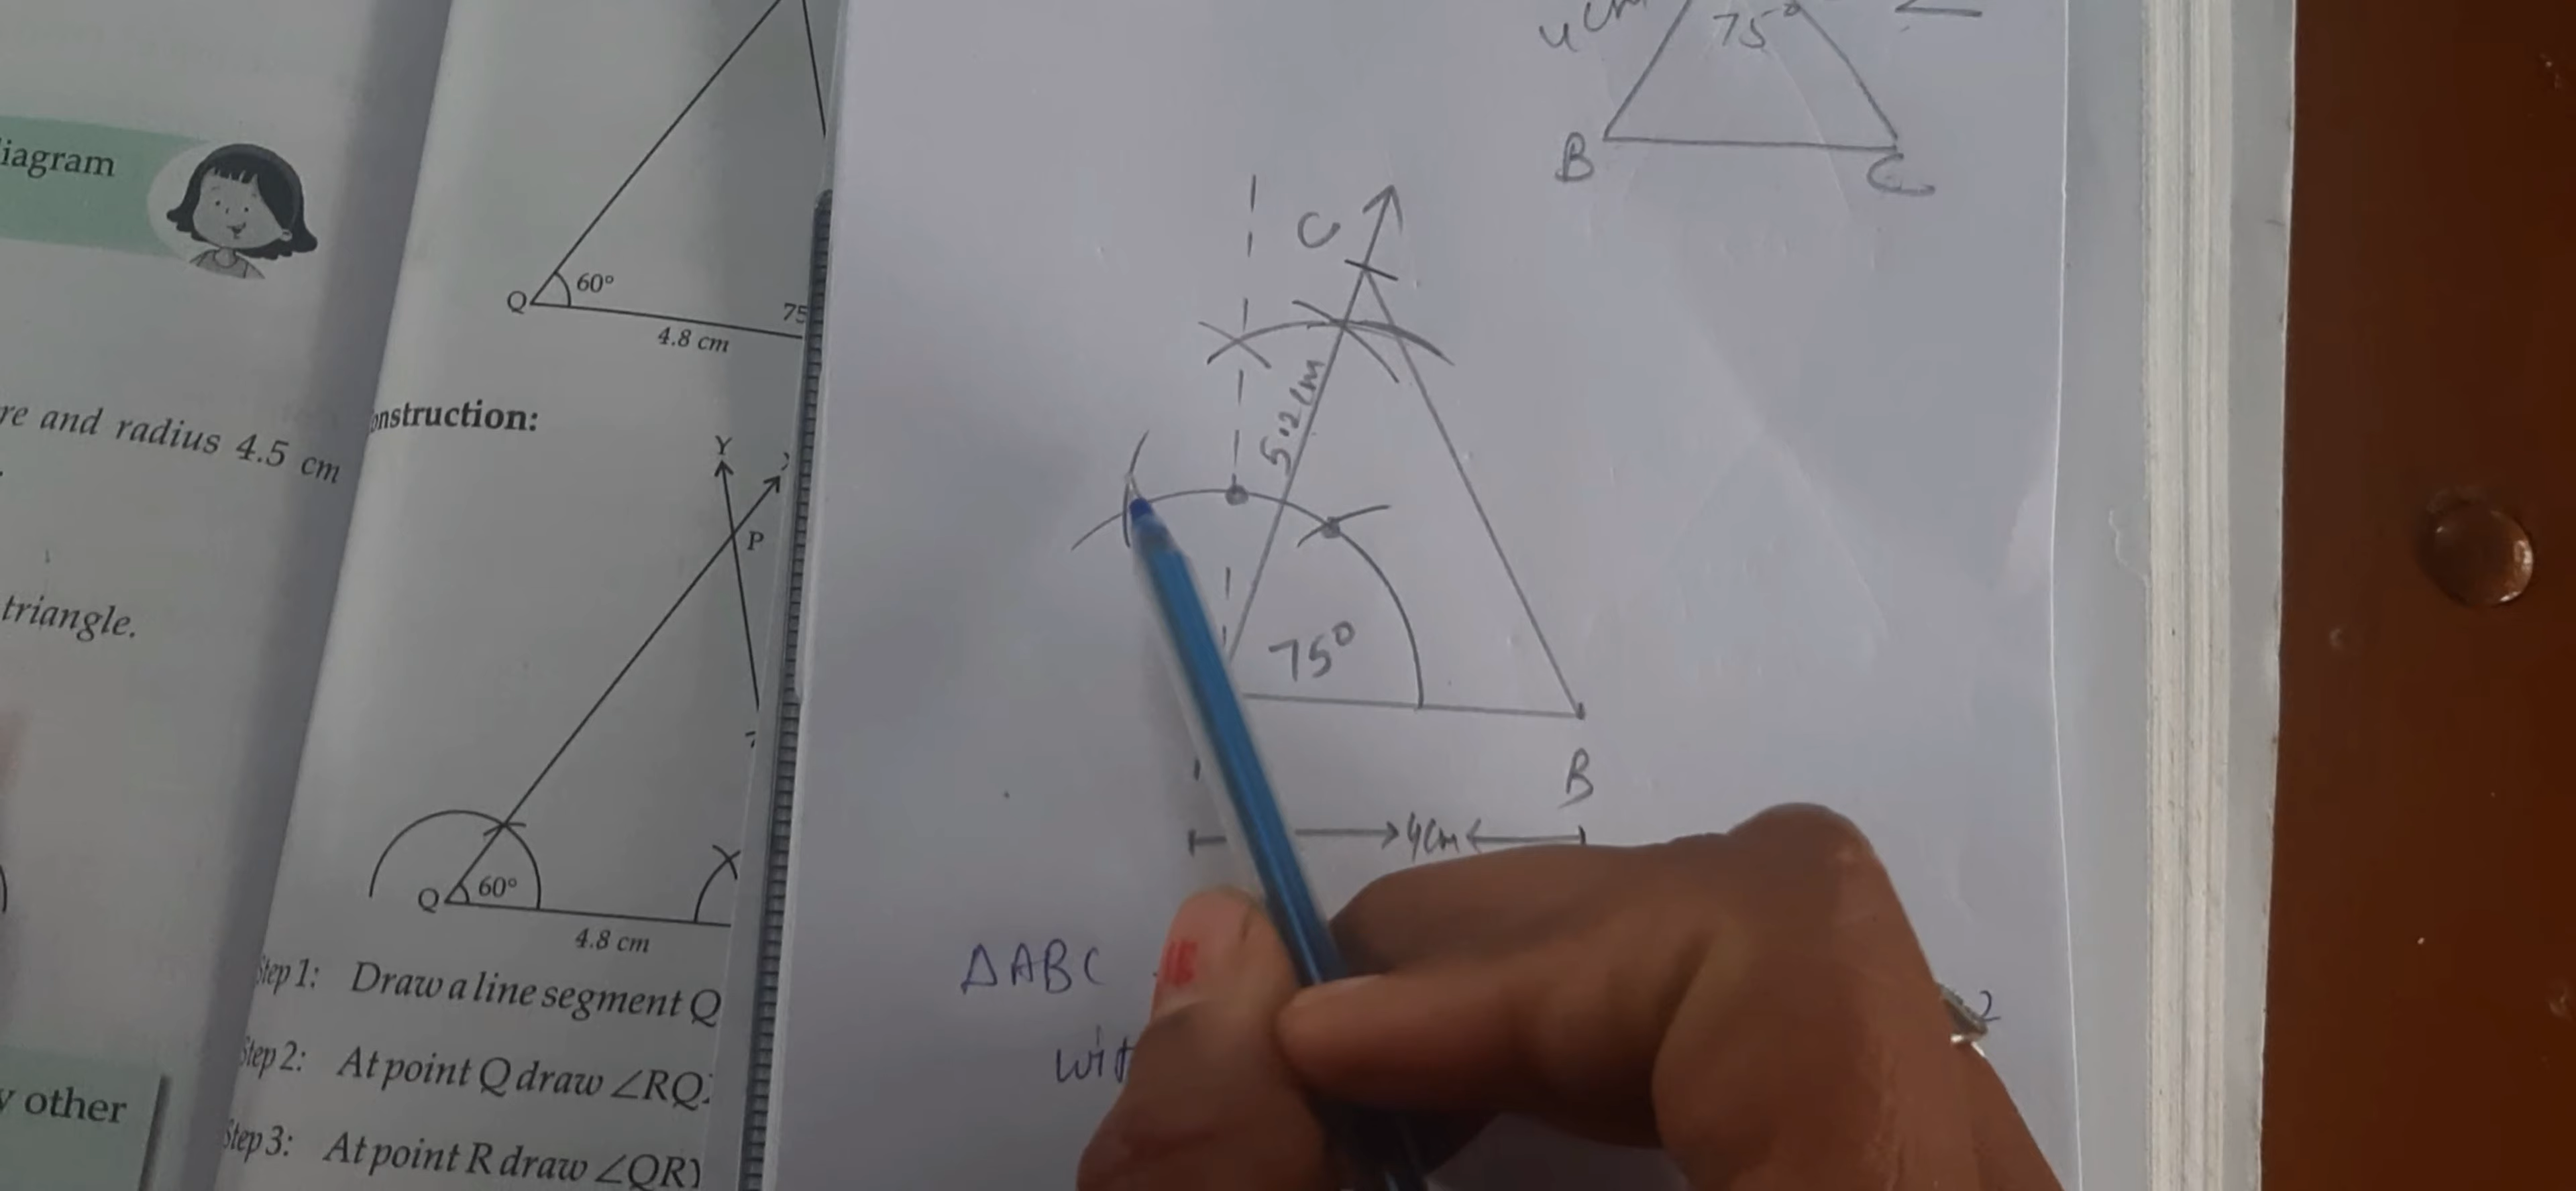 iagram
re and radius 4.5 cm
triangle.
y other
Q 60° 75
4.8 cm
onstruction:
Y
P
Q 60°
4.8 cm
Step 1: Draw a line segment Q
Step 2: At point Q draw ∠RQ
Step 3: At point R draw ∠QR
4cm
75°
B C
C
5.2cm
75°
B
4cm
ΔABC
wit
2